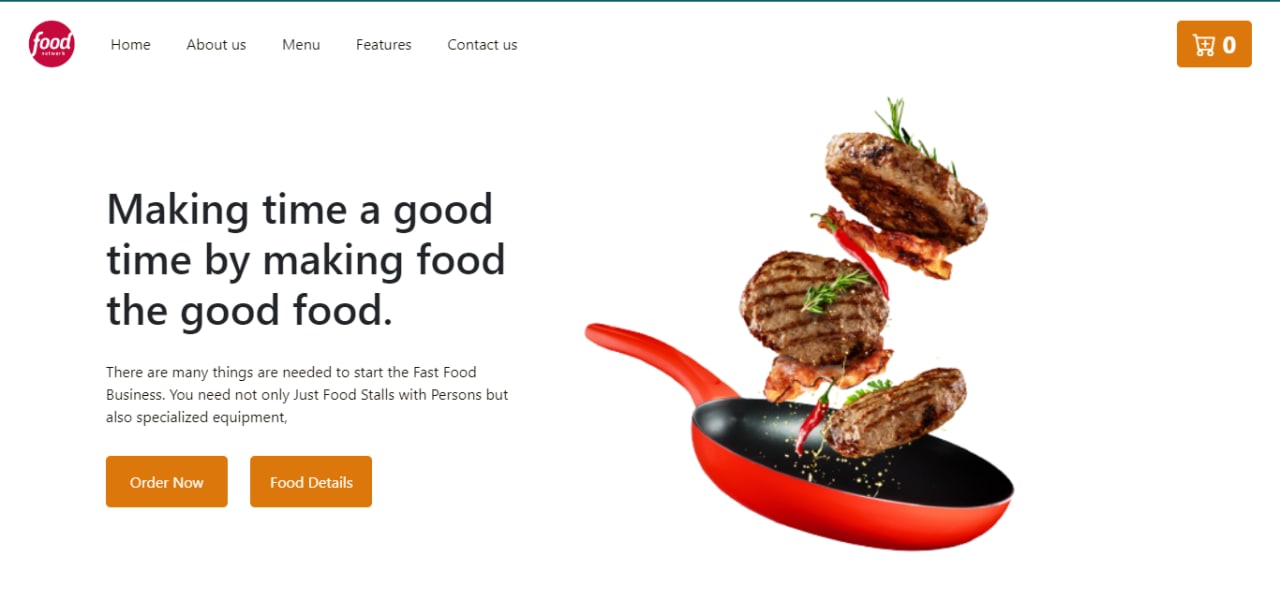 food
network
Home About us Menu Features Contact us
0
Making time a good
time by making food
the good food.
There are many things are needed to start the Fast Food
Business. You need not only Just Food Stalls with Persons but
also specialized equipment,
Order Now Food Details